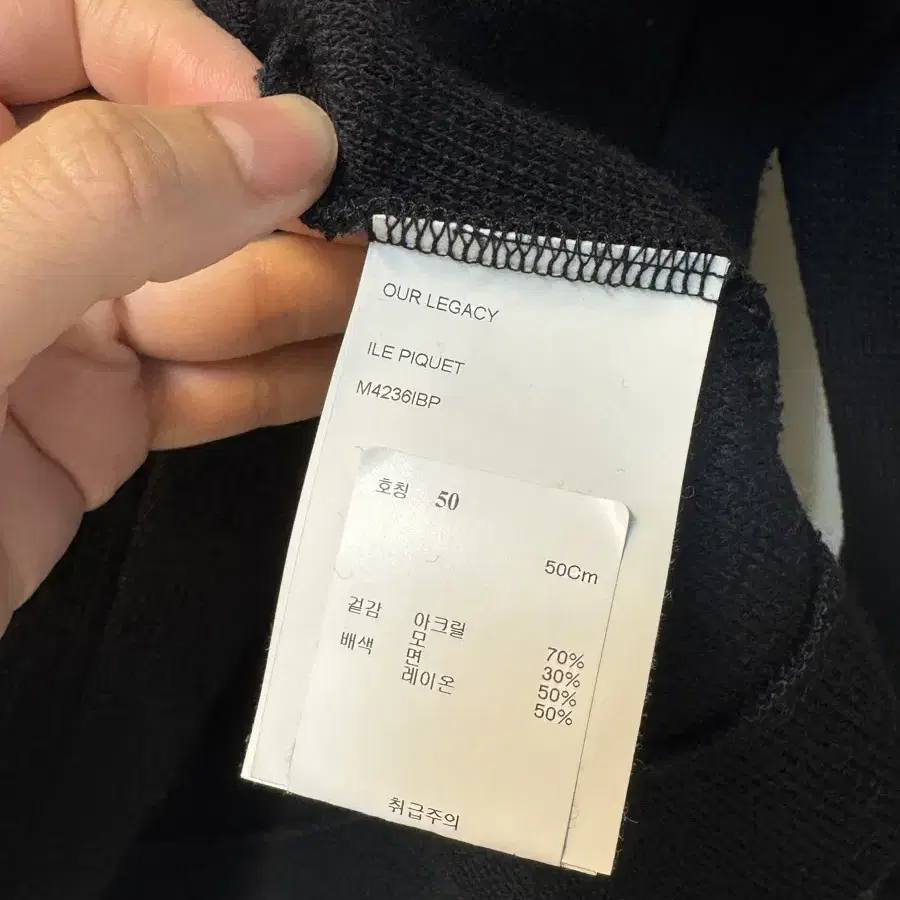 OUR LEGACY
ILE PIQUET
M4236IBP
호칭 50
50Cm
겉감 아크릴 70%
모 30%
배색 면 50%
레이온 50%
취급주의